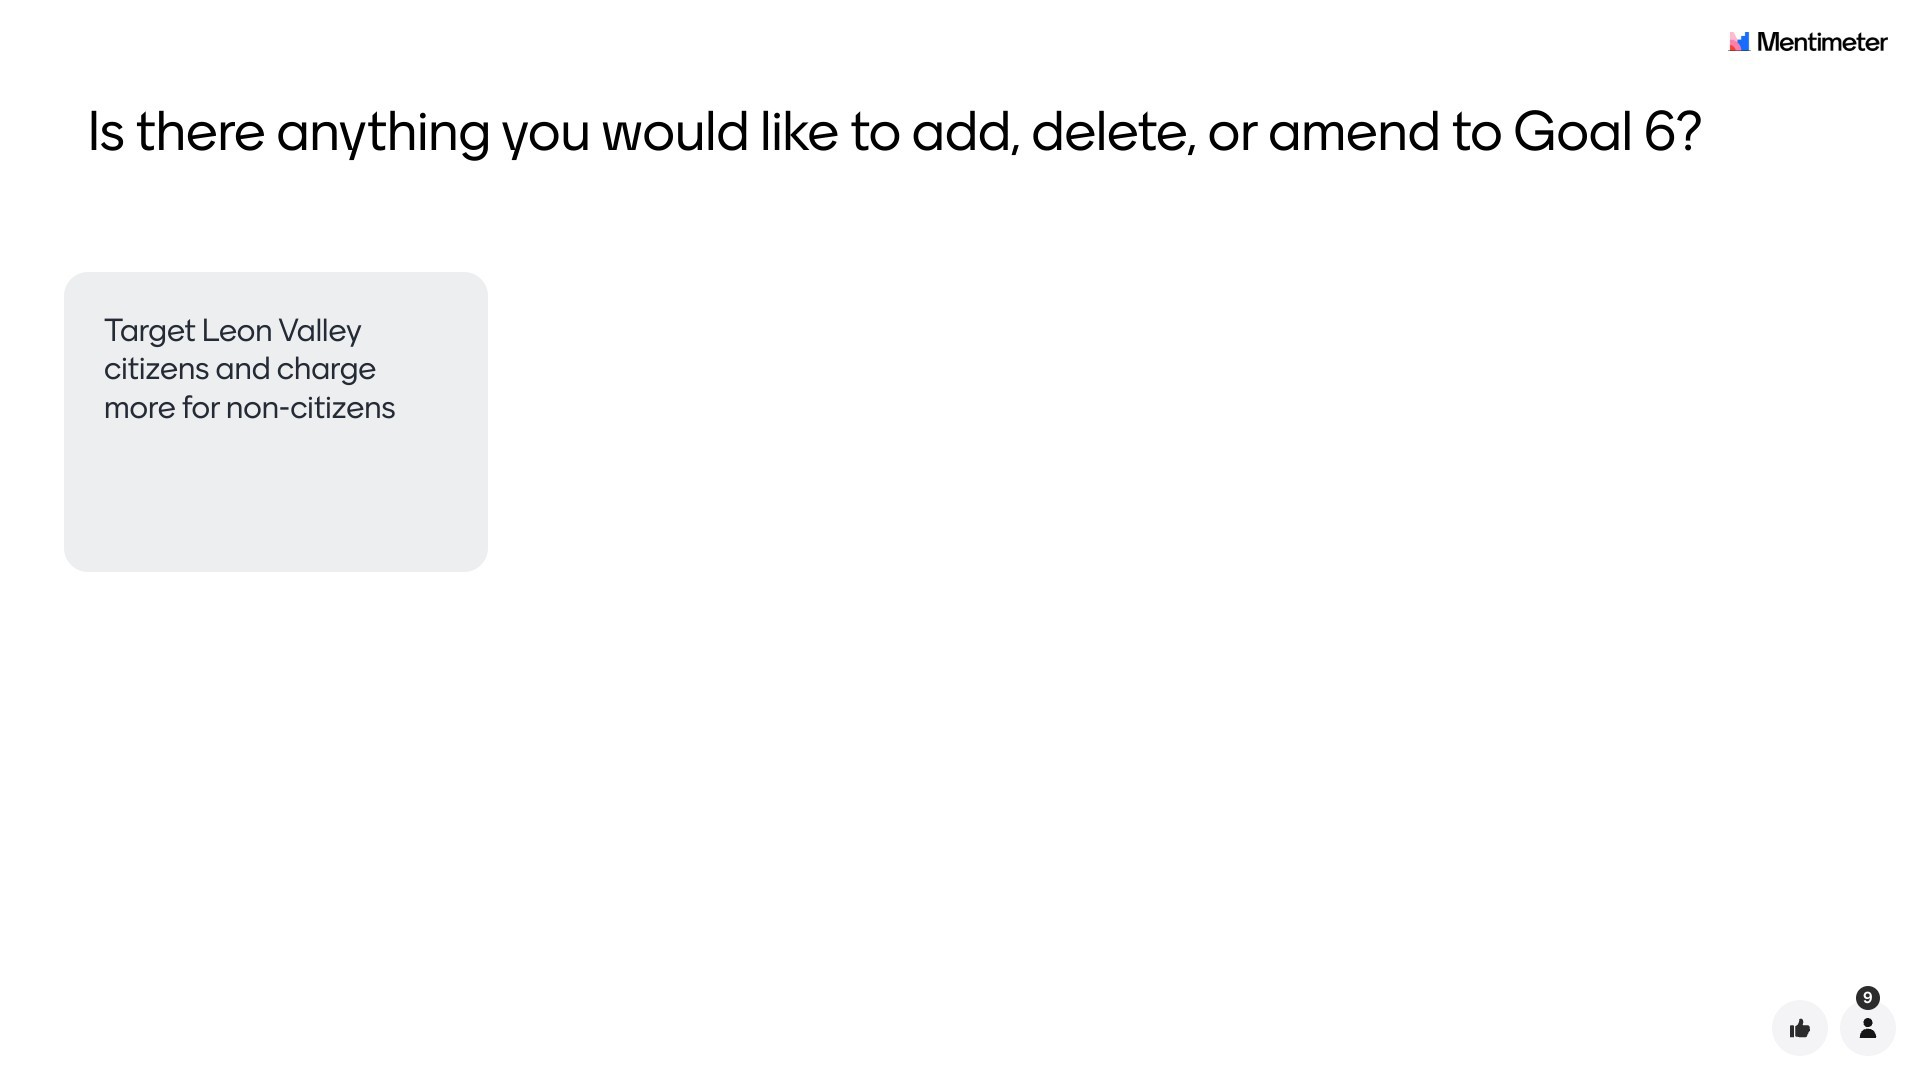 Mentimeter
Is there anything you would like to add, delete, or amend to Goal 6?
Target Leon Valley
citizens and charge
more for non-citizens
9